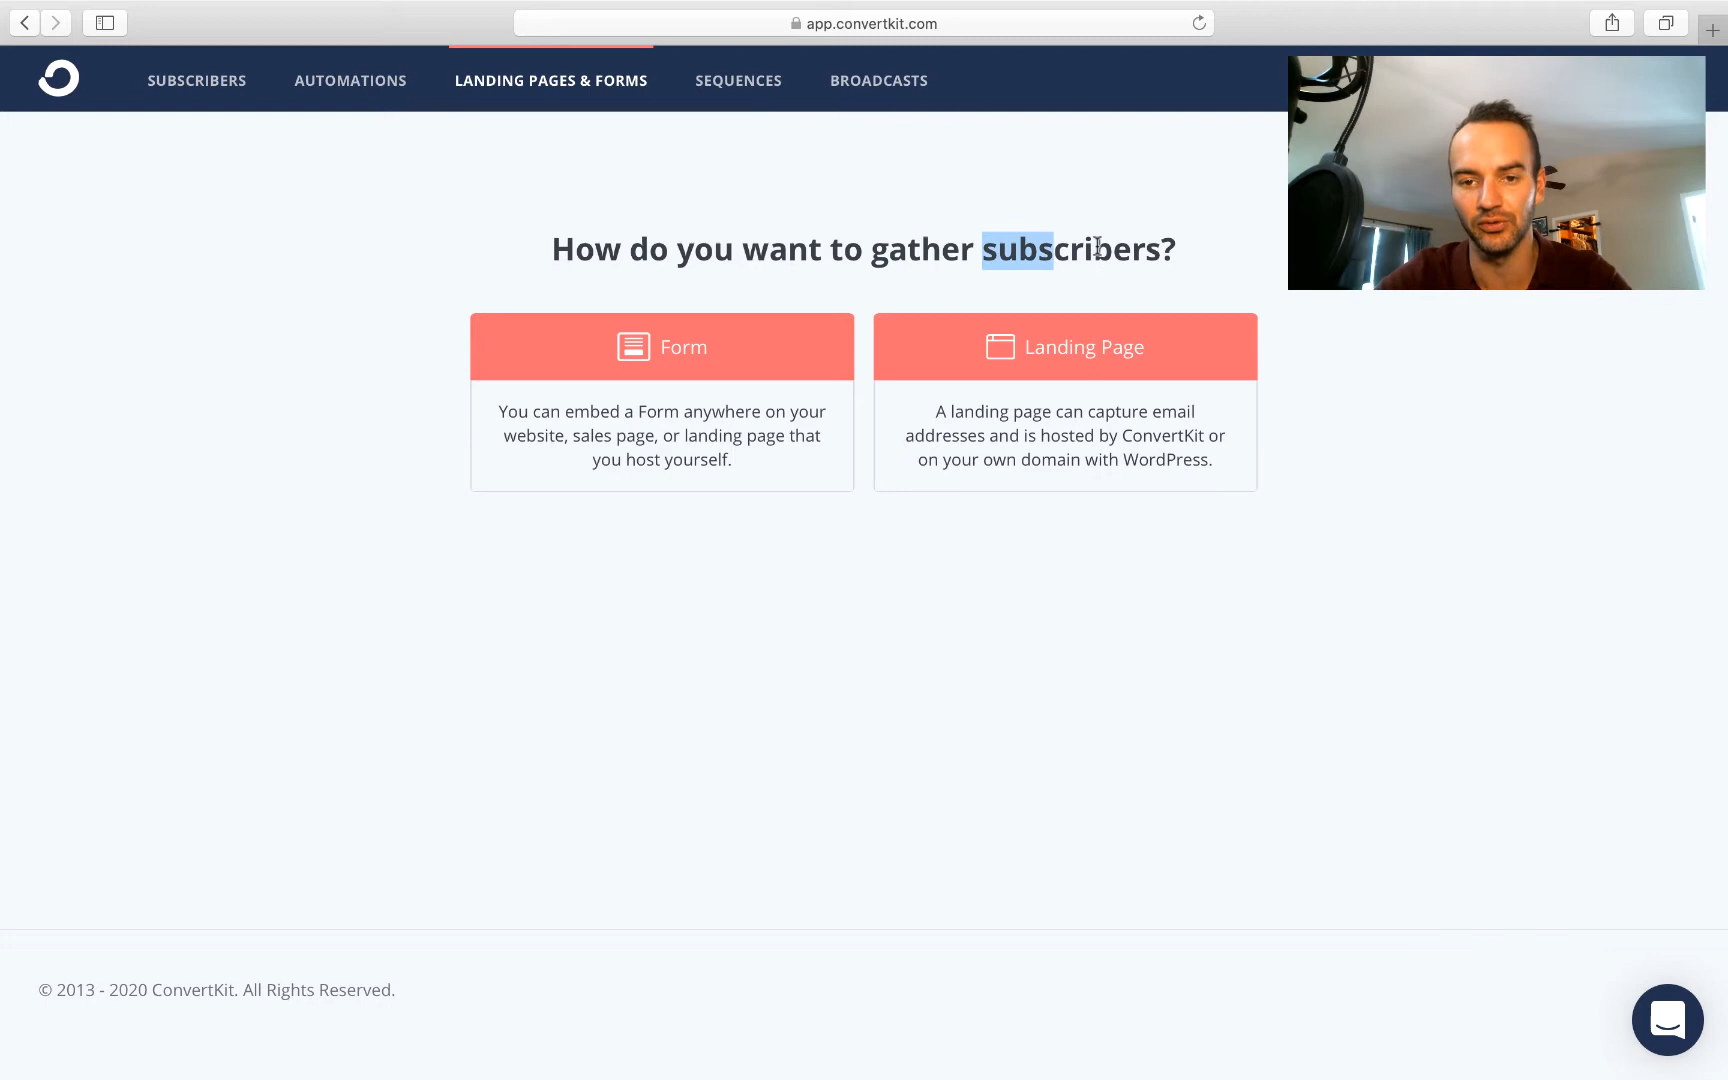 app.convertkit.com
SUBSCRIBERS
AUTOMATIONS
LANDING PAGES & FORMS
SEQUENCES
BROADCASTS
How do you want to gather subscribers?
Form
You can embed a Form anywhere on your
website, sales page, or landing page that
you host yourself.
Landing Page
A landing page can capture email
addresses and is hosted by ConvertKit or
on your own domain with WordPress.
© 2013 - 2020 ConvertKit. All Rights Reserved.